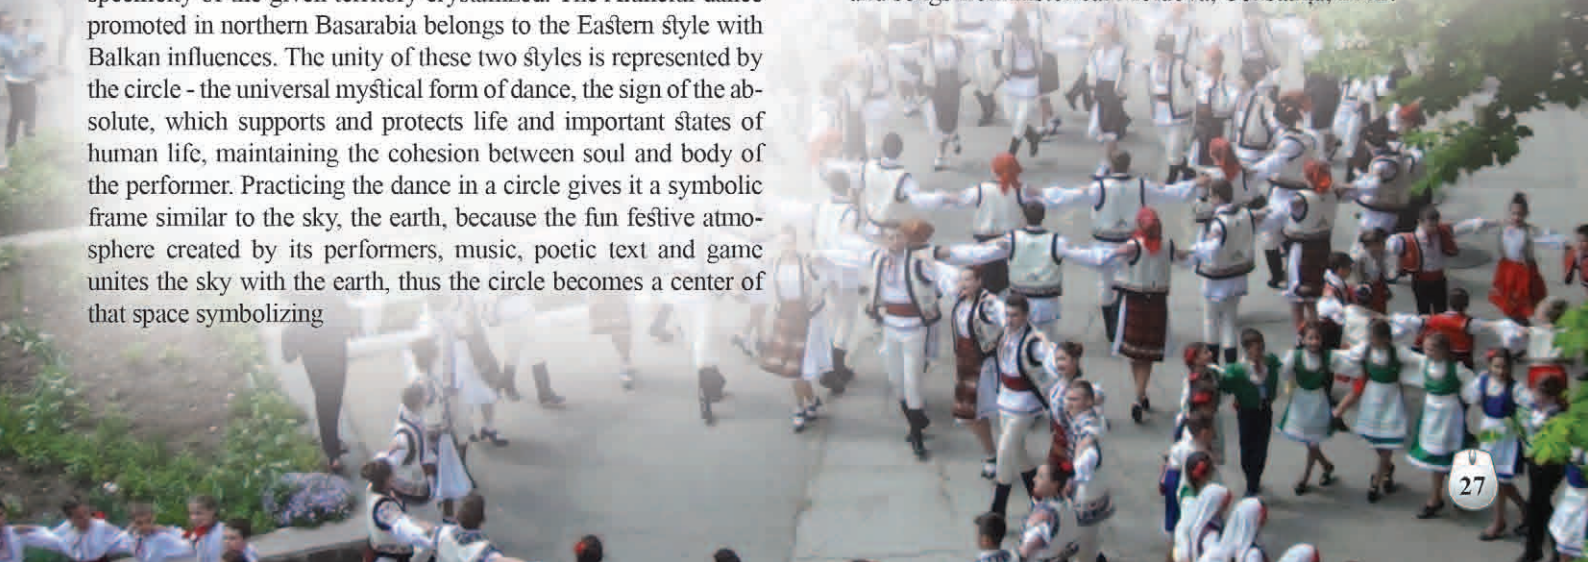 promoted in northern Basarabia belongs to the Eastern style with
Balkan influences. The unity of these two styles is represented by
the circle - the universal mystical form of dance, the sign of the ab-
solute, which supports and protects life and important states of
human life, maintaining the cohesion between soul and body of
the performer. Practicing the dance in a circle gives it a symbolic
frame similar to the sky, the earth, because the fun festive atmo-
sphere created by its performers, music, poetic text and game
unites the sky with the earth, thus the circle becomes a center of
that space symbolizing
27